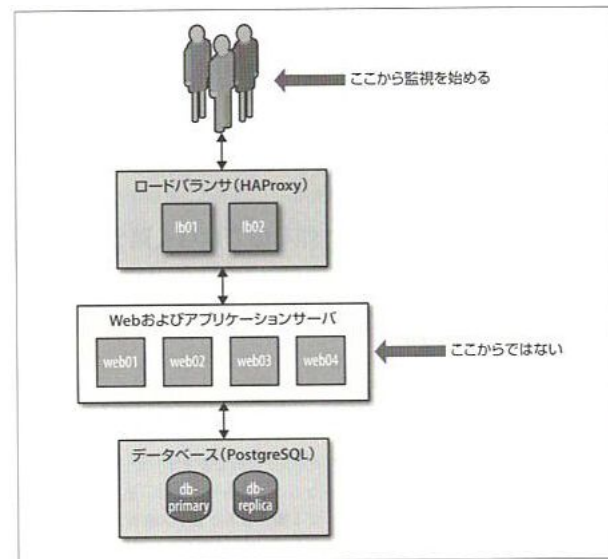 ここから監視を始める
ロードバランサ(HAProxy)
lb01 lb02
Webおよびアプリケーションサーバ
web01 web02 web03 web04
ここからではない
データベース(PostgreSQL)
db-
primary
db-
replica